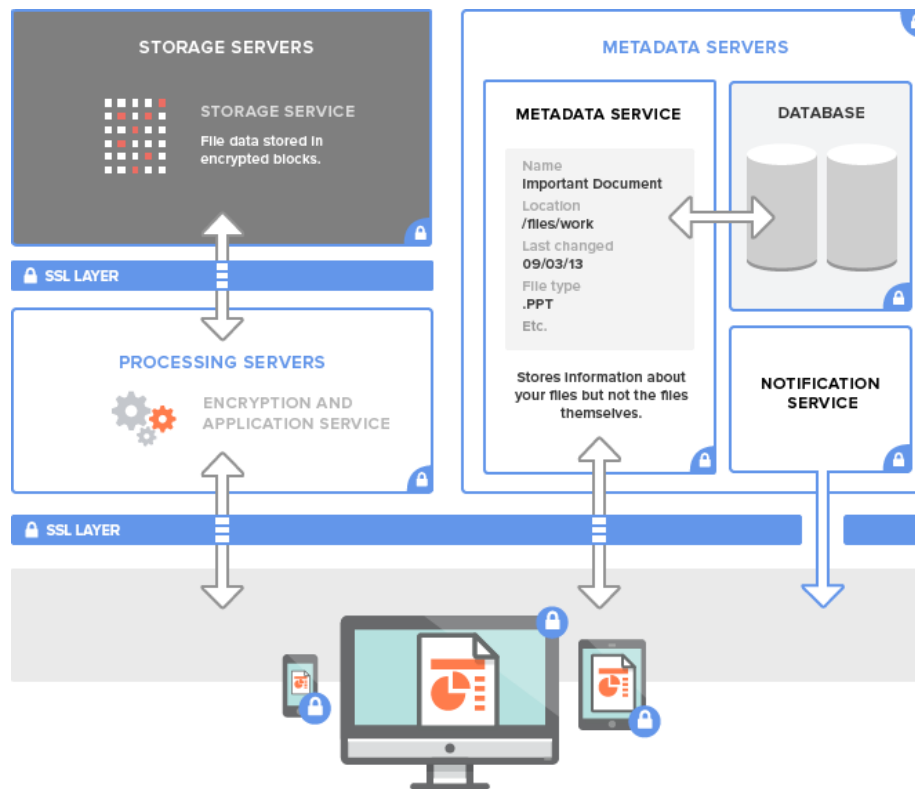 STORAGE SERVERS
STORAGE SERVICE
File data stored in
encrypted blocks.
SSL LAYER
PROCESSING SERVERS
ENCRYPTION AND
APPLICATION SERVICE
METADATA SERVERS
METADATA SERVICE
Name
Important Document
Location
/files/work
Last changed
09/03/13
File type
.PPT
Etc.
Stores information about
your files but not the files
themselves.
DATABASE
NOTIFICATION
SERVICE
SSL LAYER